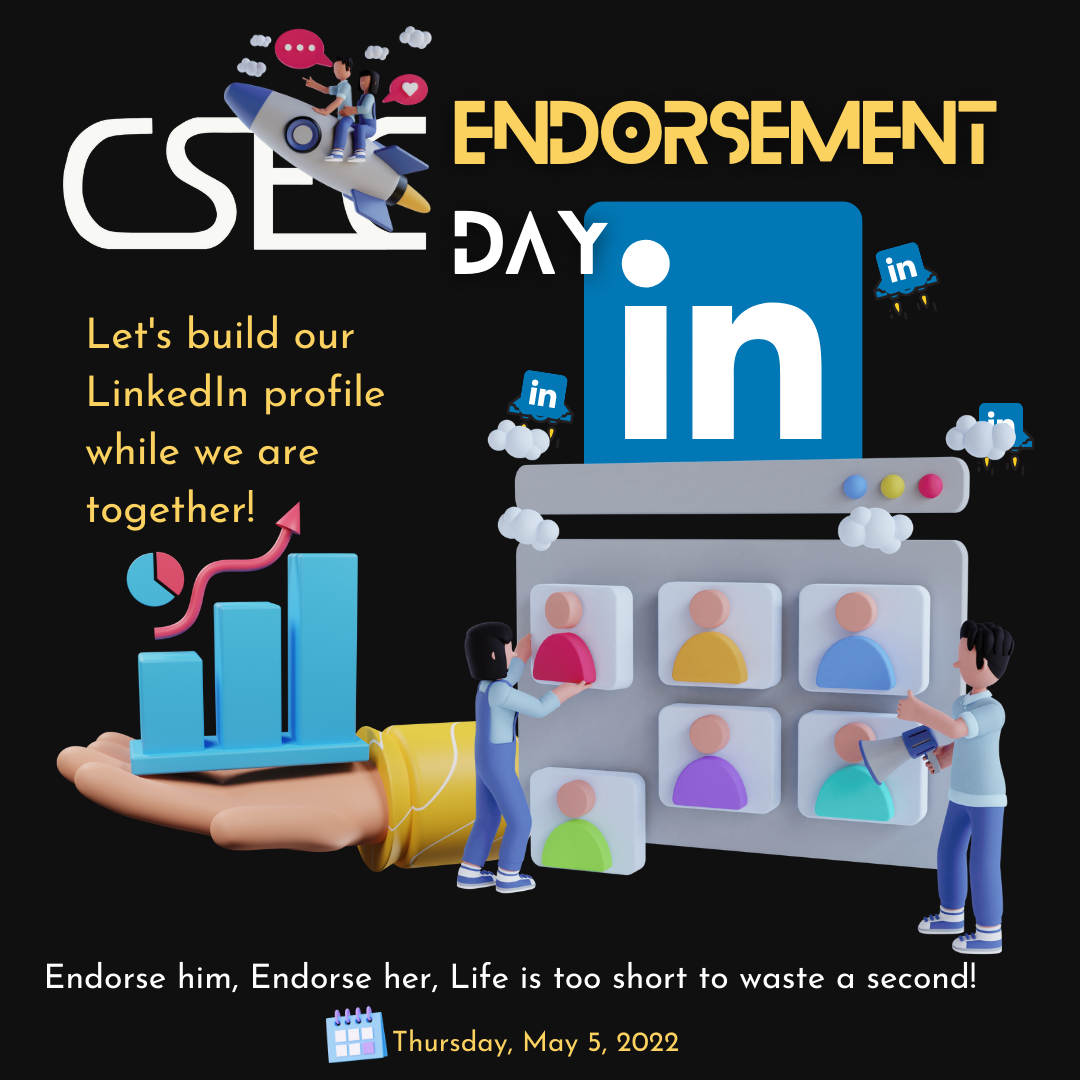 CSEC
ENDORSEMENT
DAY
in
in
in
in
Let's build our
LinkedIn profile
while we are
together!
Endorse him, Endorse her, Life is too short to waste a second!
Thursday, May 5, 2022